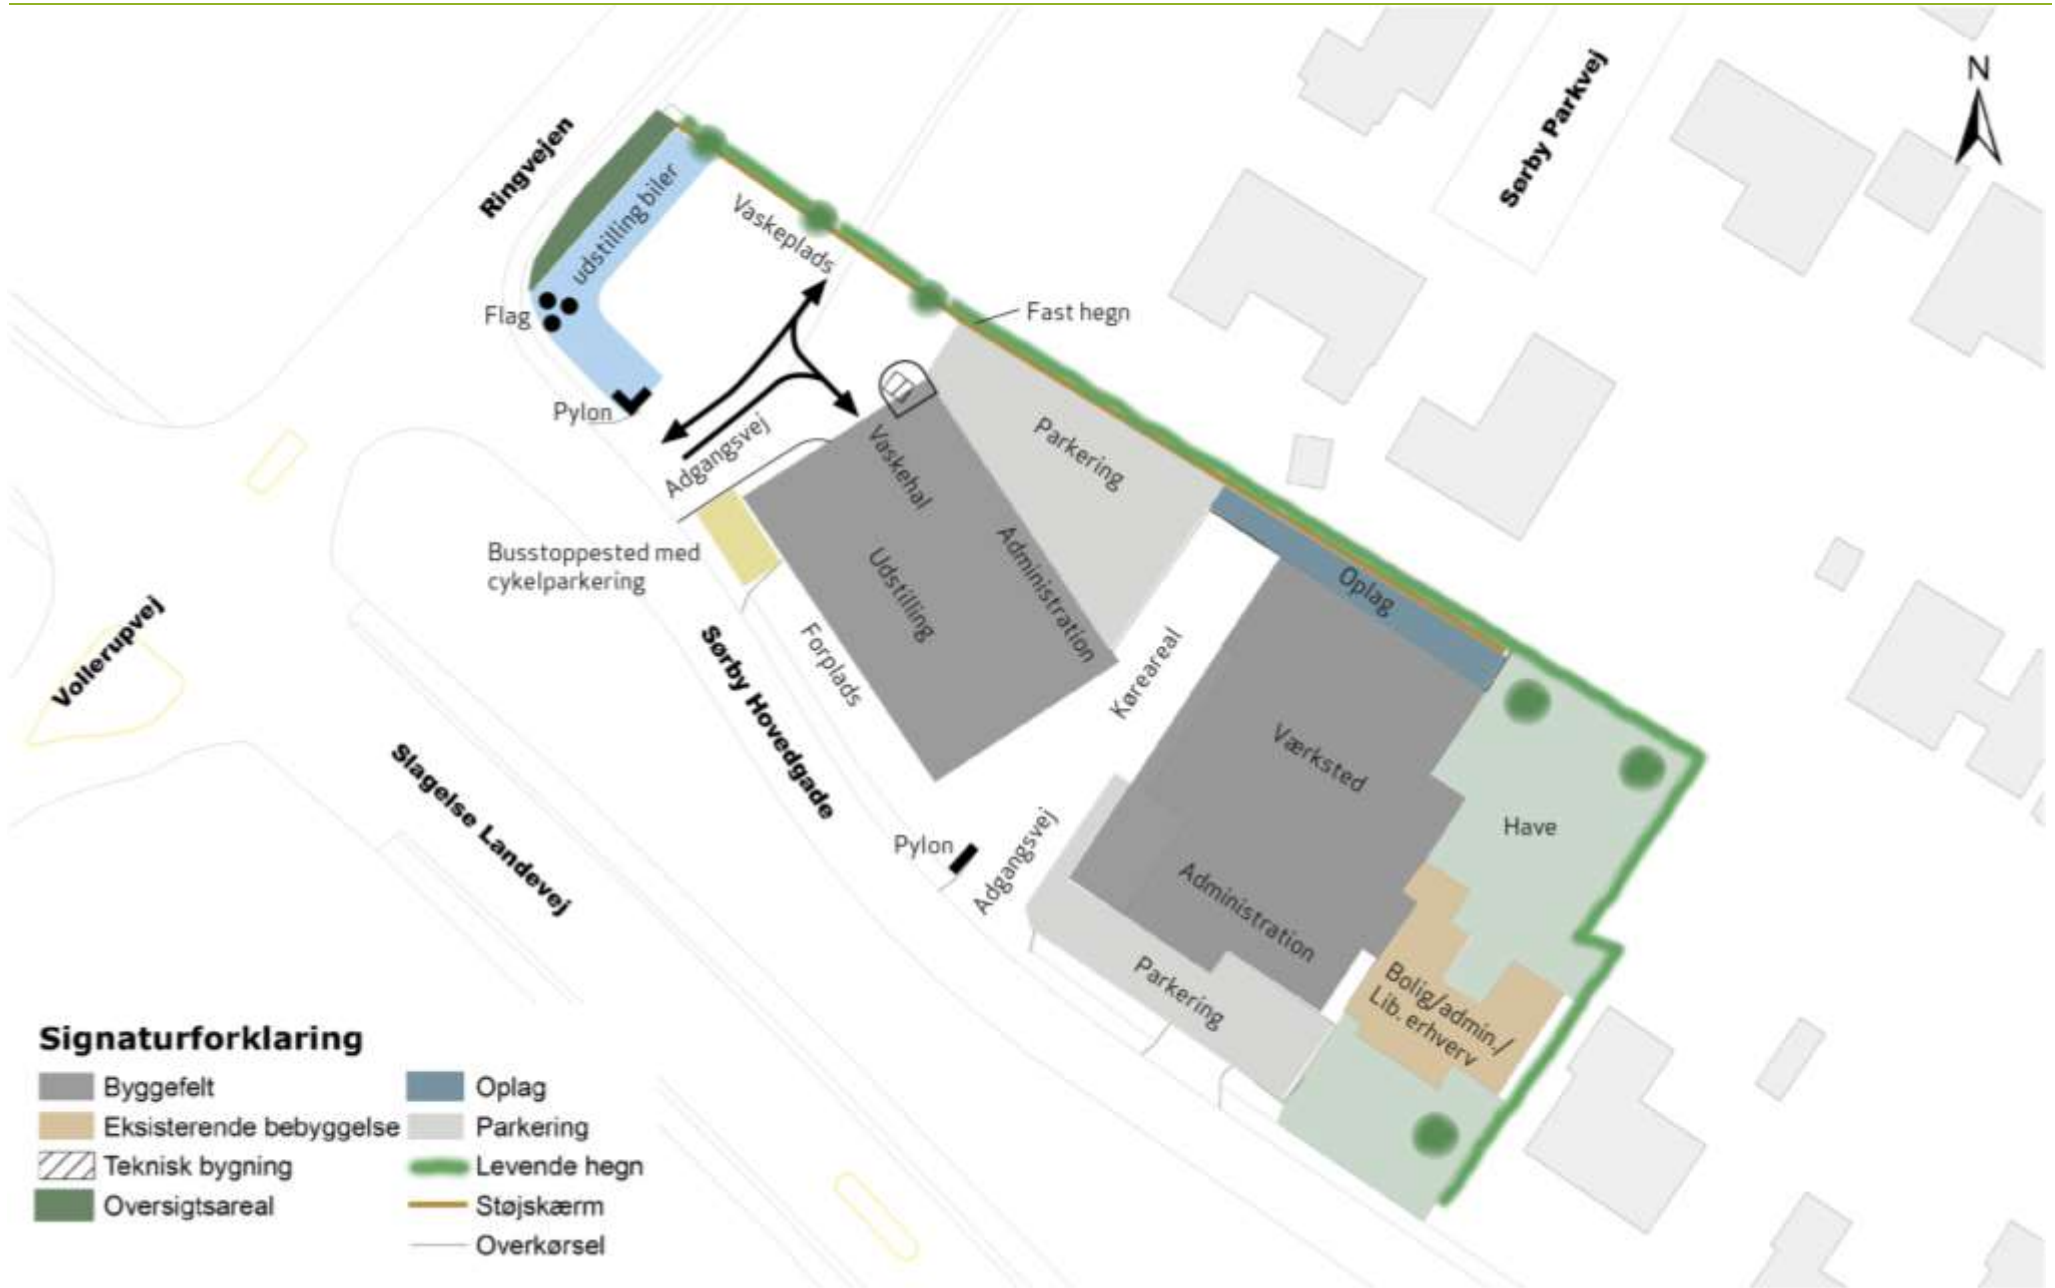 N
Sørby Parkvej
Ringvejen
udstilling biler
Vaskeplads
Flag
Fast hegn
Pylon
Adgangsvej
Vaskehal
Parkering
Busstoppested med
cykelparkering
Udstilling
Administration
Oplag
Vollerupvej
Sørby Hovedgade
Forplads
Køreareal
Slagelse Landevej
Værksted
Have
Pylon
Adgangsvej
Administration
Parkering
Bolig/admin./
Lib. erhverv
Signaturforklaring
Byggefelt
Eksisterende bebyggelse
Teknisk bygning
Oversigtsareal
Oplag
Parkering
Levende hegn
Støjskærm
Overkørsel